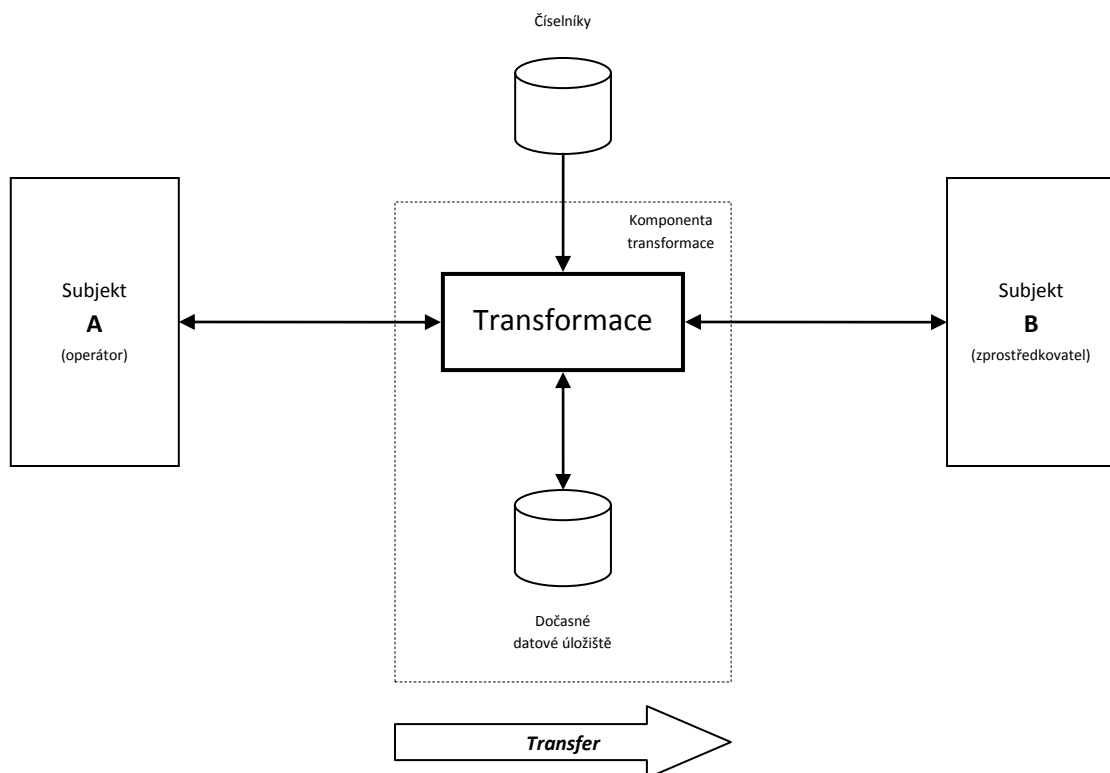 Číselníky
Komponenta
transformace
Subjekt
A
(operátor)
Transformace
Subjekt
B
(zprostředkovatel)
Dočasné
datové úložiště
Transfer